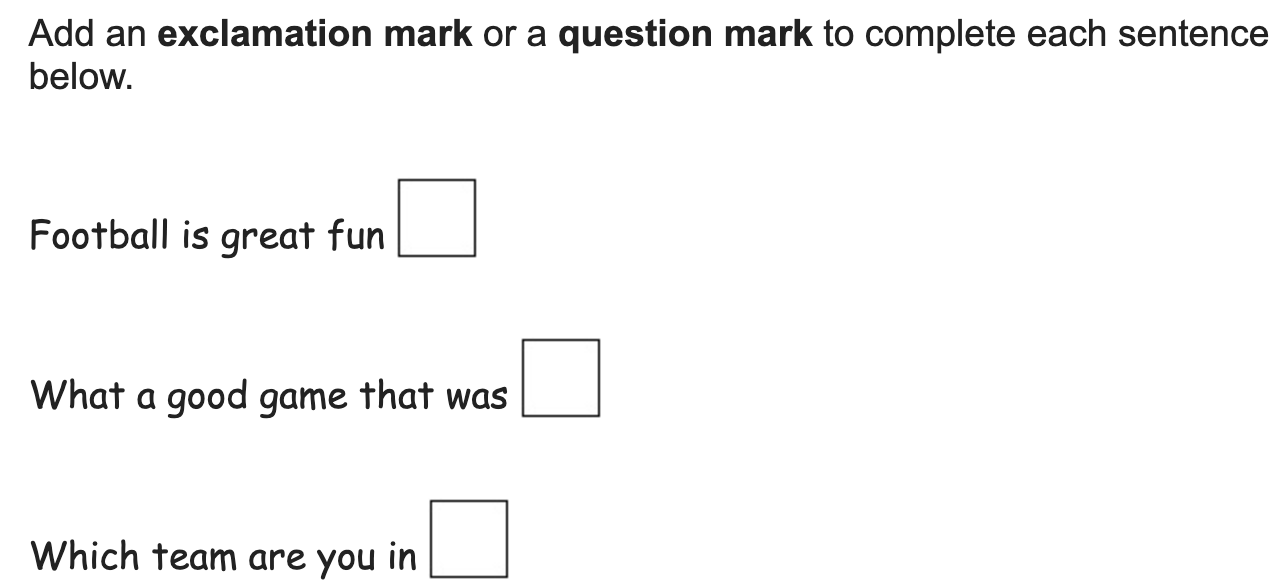 Add an exclamation mark or a question mark to complete each sentence
below.
Football is great fun
What a good game that was
Which team are you in